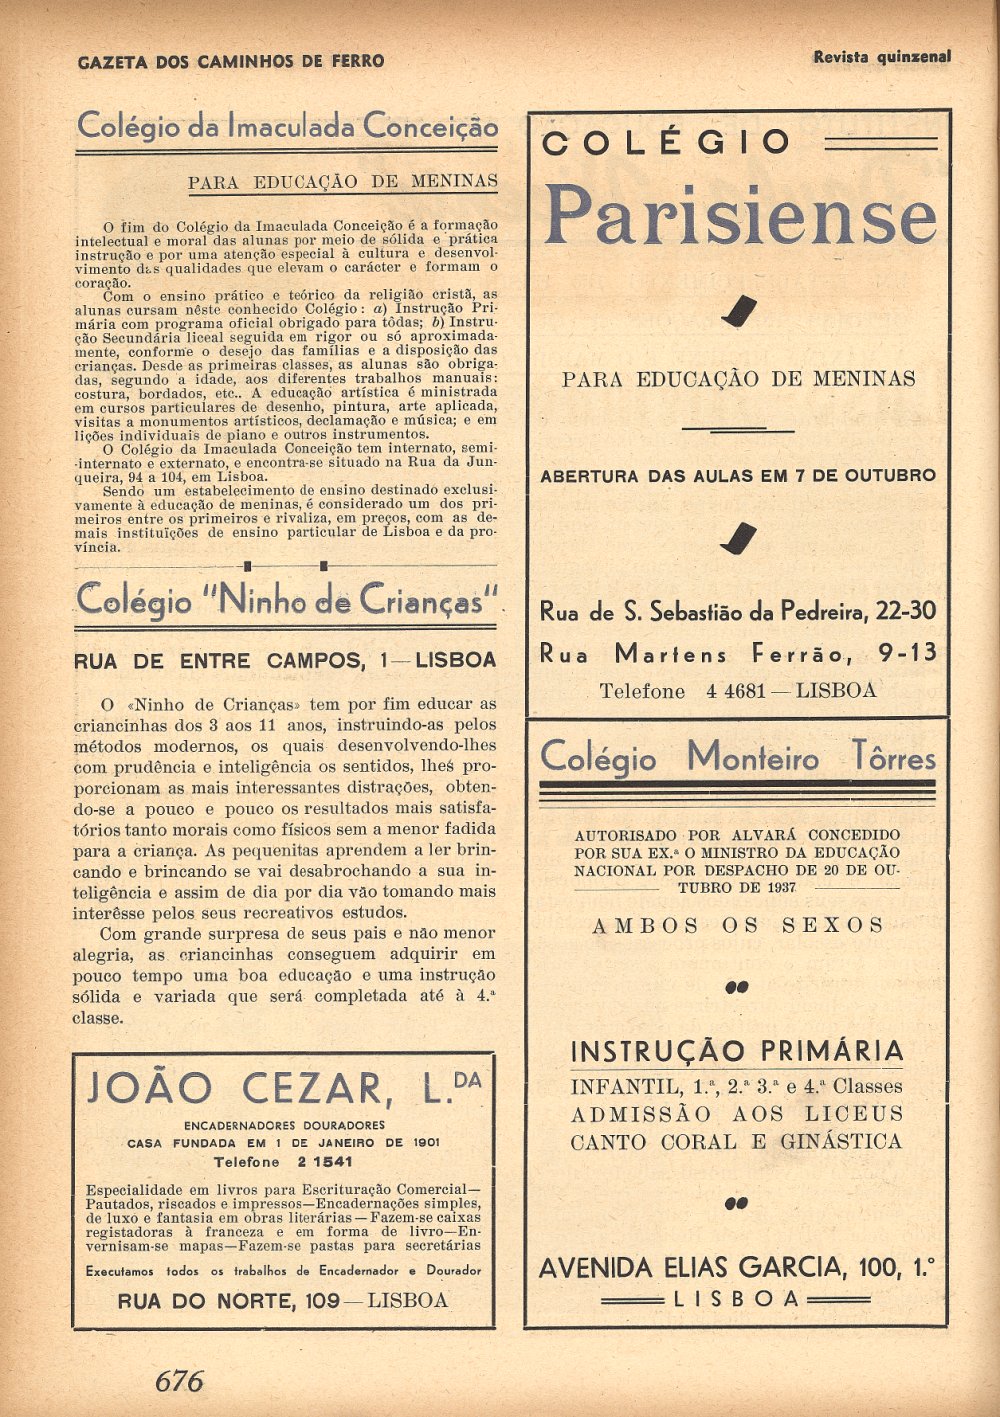 GAZETA DOS CAMINHOS DE FERRO
Revista quinzenal
Colégio da Imaculada Conceição
PARA EDUCAÇÃO DE MENINAS
O fim do Colégio da Imaculada Conceição é a formação
intelectual e moral das alunas por meio de sólida e prática
instrução e por uma atenção especial à cultura e desenvol-
vimento das qualidades que elevam o carácter e formam o
coração.
Com o ensino prático e teórico da religião cristã, as
alunas cursam nêste conhecido Colégio: a) Instrução Pri-
mária com programa oficial obrigado para tôdas; b) Instru-
ção Secundária liceal seguida em rigor ou só aproximada-
mente, conforme o desejo das famílias e a disposição das
crianças. Desde as primeiras classes, as alunas são obriga-
das, segundo a idade, aos diferentes trabalhos manuais:
costura, bordados, etc.. A educação artística é ministrada
em cursos particulares de desenho, pintura, arte aplicada,
visitas a monumentos artísticos, declamação e música; e em
lições individuais de piano e outros instrumentos.
O Colégio da Imaculada Conceição tem internato, semi-
-internato e externato, e encontra-se situado na Rua da Jun-
queira, 94 a 104, em Lisboa.
Sendo um estabelecimento de ensino destinado exclusi-
vamente à educação de meninas, é considerado um dos pri-
meiros entre os primeiros e rivaliza, em preços, com as de-
mais instituïções de ensino particular de Lisboa e da pro-
víncia.
Colégio "Ninho de Crianças"
RUA DE ENTRE CAMPOS, 1—LISBOA
O «Ninho de Crianças» tem por fim educar as
criancinhas dos 3 aos 11 anos, instruindo-as pelos
métodos modernos, os quais desenvolvendo-lhes
com prudência e inteligência os sentidos, lhes pro-
porcionam as mais interessantes distrações, obten-
do-se a pouco e pouco os resultados mais satisfa-
tórios tanto morais como físicos sem a menor fadida
para a criança. As pequenitas aprendem a ler brin-
cando e brincando se vai desabrochando a sua in-
teligência e assim de dia por dia vão tomando mais
interêsse pelos seus recreativos estudos.
Com grande surpresa de seus pais e não menor
alegria, as criancinhas conseguem adquirir em
pouco tempo uma boa educação e uma instrução
sólida e variada que será completada até à 4.ª
classe.
JOÃO CEZAR, L.DA
ENCADERNADORES DOURADORES
CASA FUNDADA EM 1 DE JANEIRO DE 1901
Telefone 2 1541
Especialidade em livros para Escrituração Comercial—
Pautados, riscados e impressos—Encadernações simples,
de luxo e fantasia em obras literárias—Fazem-se caixas
registadoras à franceza e em forma de livro—En-
vernisam-se mapas—Fazem-se pastas para secretárias
Executamos todos os trabalhos de Encadernador e Dourador
RUA DO NORTE, 109—LISBOA
COLÉGIO
Parisiense
PARA EDUCAÇÃO DE MENINAS
ABERTURA DAS AULAS EM 7 DE OUTUBRO
Rua de S. Sebastião da Pedreira, 22-30
Rua Martens Ferrão, 9-13
Telefone 4 4681—LISBOA
Colégio Monteiro Tôrres
AUTORISADO POR ALVARÁ CONCEDIDO
POR SUA EX.ª O MINISTRO DA EDUCAÇÃO
NACIONAL POR DESPACHO DE 20 DE OU-
TUBRO DE 1937
AMBOS OS SEXOS
INSTRUÇÃO PRIMÁRIA
INFANTIL, 1.ª, 2.ª 3.ª e 4.ª Classes
ADMISSÃO AOS LICEUS
CANTO CORAL E GINÁSTICA
AVENIDA ELIAS GARCIA, 100, 1.º
LISBOA
676